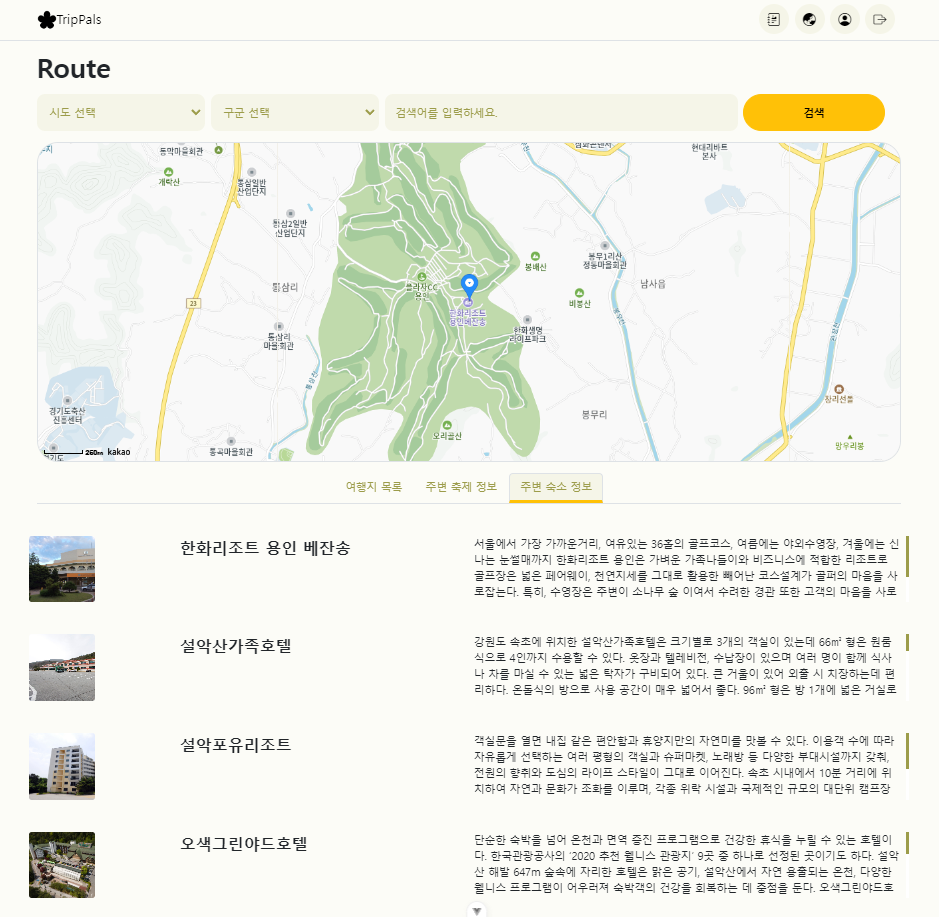 TripPals
Route
시도 선택
구군 선택
검색어를 입력하세요.
검색
동막마을회관
현대리바트
본사
개락산
통삼일반
산업단지
통삼2일반
산업단지
봉무1리산
정동마을회관
봉배산
남사읍
통삼리
플라자CC
용인
비봉산
23
한화리조트
용인베잔송
한화생명
라이프파크
통삼리
마을회관
장리선돌
경기도축산
진흥센터
봉무리
오리골산
망우리봉
통곡마을회관
경기도
260m kakao
여행지 목록
주변 축제 정보
주변 숙소 정보
한화리조트 용인 베잔송
서울에서 가장 가까운거리, 여유있는 36홀의 골프코스, 여름에는 야외수영장, 겨울에는 신
나는 눈썰매까지 한화리조트 용인은 가벼운 가족나들이와 비즈니스에 적합한 리조트로
골프장은 넓은 페어웨이, 천연지세를 그대로 활용한 빼어난 코스설계가 골퍼의 마음을 사
로잡는다. 특히, 수영장은 주변이 소나무 숲 이여서 수려한 경관 또한 고객의 마음을 사로
설악산가족호텔
강원도 속초에 위치한 설악산가족호텔은 크기별로 3개의 객실이 있는데 66㎡ 형은 원룸
식으로 4인까지 수용할 수 있다. 옷장과 텔레비전, 수납장이 있으며 여러 명이 함께 식사
나 차를 마실 수 있는 넓은 탁자가 구비되어 있다. 큰 거울이 있어 외출 시 치장하는데 편
리하다. 온돌식의 방으로 사용 공간이 매우 넓어서 좋다. 96㎡ 형은 방 1개에 넓은 거실로
설악포유리조트
객실문을 열면 내집 같은 편안함과 휴양지만의 자연미를 맛볼 수 있다. 이용객 수에 따라
자유롭게 선택하는 여러 평형의 객실과 슈퍼마켓, 노래방 등 다양한 부대시설까지 갖춰,
전원의 향취와 도심의 라이프 스타일이 그대로 이어진다. 속초 시내에서 10분 거리에 위
치하여 자연과 문화가 조화를 이루며, 각종 위락 시설과 국제적인 규모의 대단위 캠프장
오색그린야드호텔
단순한 숙박을 넘어 온천과 면역 증진 프로그램으로 건강한 휴식을 누릴 수 있는 호텔이
다. 한국관광공사의 ‘2020 추천 웰니스 관광지’ 9곳 중 하나로 선정된 곳이기도 하다. 설악
산 해발 647m 숲속에 자리한 호텔은 맑은 공기, 설악산에서 자연 용출되는 온천, 다양한
웰니스 프로그램이 어우러져 숙박객의 건강을 회복하는 데 중점을 둔다. 오색그린야드호